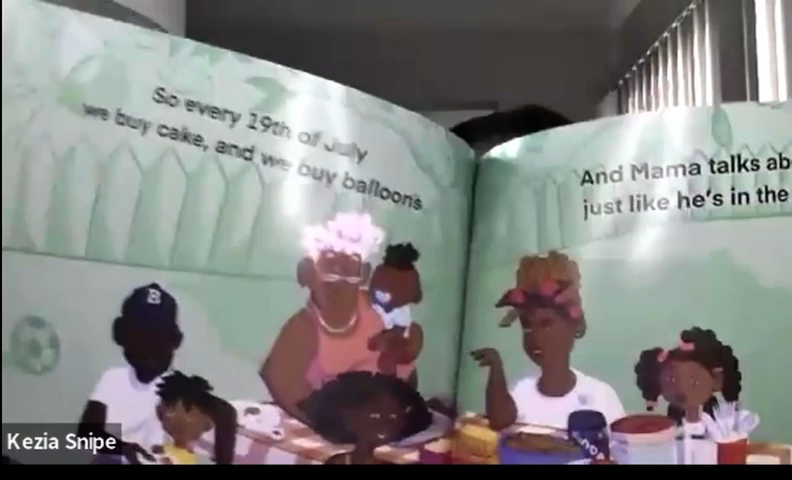 So every 19th of July
we buy cake, and we buy balloons
And Mama talks ab
just like he's in the
B
Kezia Snipe